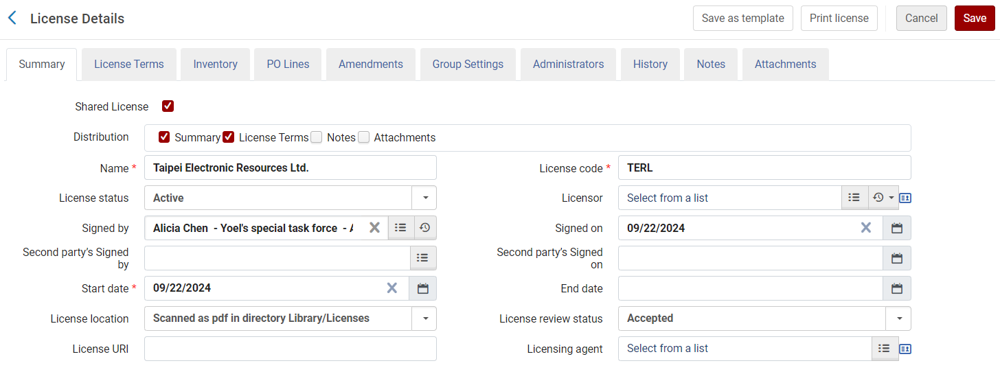 License Details
Save as template
Print license
Cancel
Save
Summary
License Terms
Inventory
PO Lines
Amendments
Group Settings
Administrators
History
Notes
Attachments
Shared License
Distribution
Summary
License Terms
Notes
Attachments
Name *
Taipei Electronic Resources Ltd.
License code *
TERL
License status
Active
Licensor
Select from a list
Signed by
Alicia Chen - Yoel's special task force -
Signed on
09/22/2024
Second party's Signed
by
Second party's Signed
on
Start date *
09/22/2024
End date
License location
Scanned as pdf in directory Library/Licenses
License review status
Accepted
License URI
Licensing agent
Select from a list